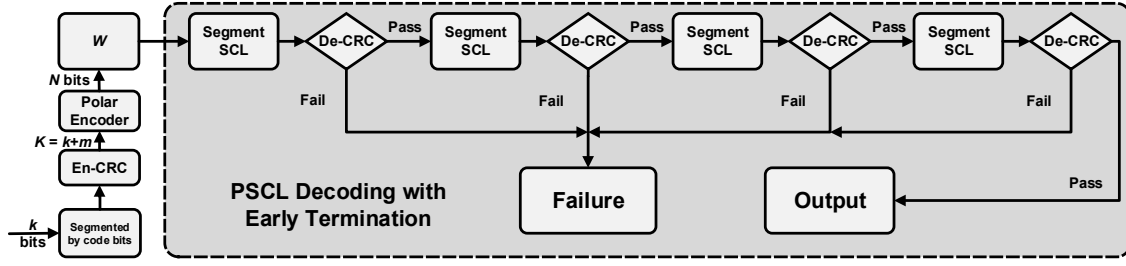 W
N bits
Polar
Encoder
K = k+m
En-CRC
k
bits
Segmented
by code bits
Segment
SCL
De-CRC
Pass
Segment
SCL
De-CRC
Pass
Segment
SCL
De-CRC
Pass
Segment
SCL
De-CRC
Fail
Fail
Fail
Fail
Pass
PSCL Decoding with
Early Termination
Failure
Output